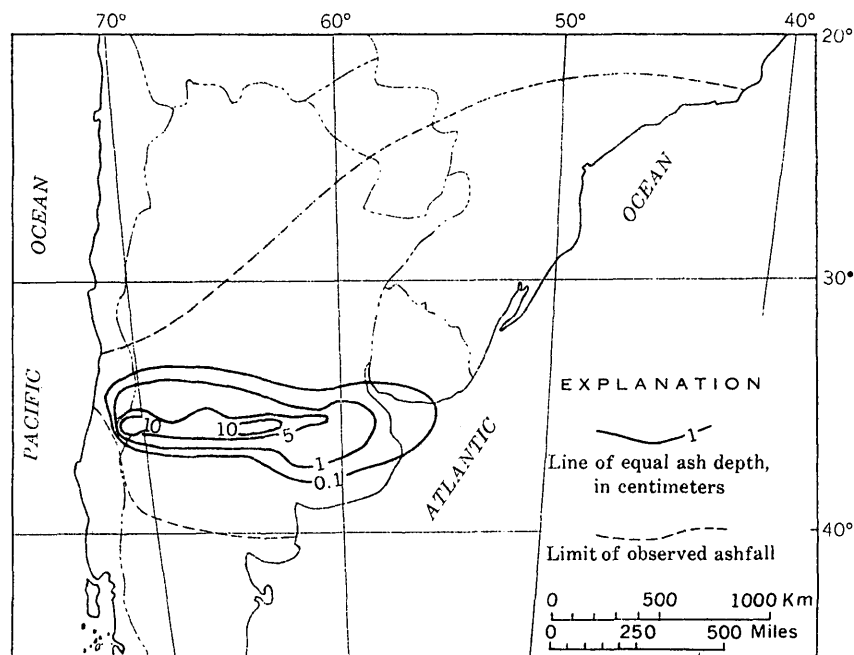 70°
60°
50°
40°
20°
OCEAN
OCEAN
30°
PACIFIC
EXPLANATION
1
Line of equal ash depth,
in centimeters
10
10
5
1
0.1
ATLANTIC
40°
Limit of observed ashfall
0 500 1000 Km
0 250 500 Miles